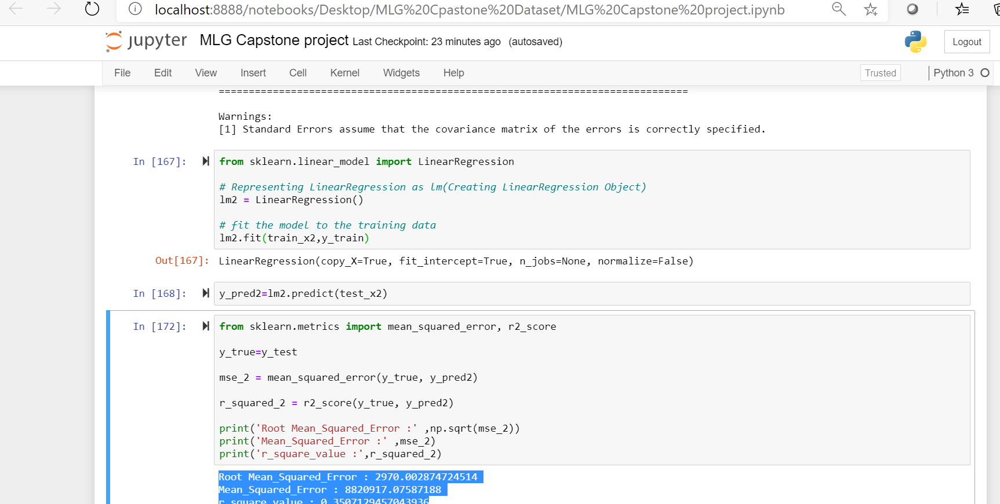 localhost:8888/notebooks/Desktop/MLG%20Cpastone%20Dataset/MLG%20Capstone%20project.ipynb
jupyter MLG Capstone project Last Checkpoint: 23 minutes ago (autosaved)
Logout
File Edit View Insert Cell Kernel Widgets Help
Trusted Python 3
==============================================================================
Warnings:
[1] Standard Errors assume that the covariance matrix of the errors is correctly specified.
In [167]: from sklearn.linear_model import LinearRegression
# Representing LinearRegression as lm(Creating LinearRegression Object)
lm2 = LinearRegression()
# fit the model to the training data
lm2.fit(train_x2,y_train)
Out[167]: LinearRegression(copy_X=True, fit_intercept=True, n_jobs=None, normalize=False)
In [168]: y_pred2=lm2.predict(test_x2)
In [172]: from sklearn.metrics import mean_squared_error, r2_score
y_true=y_test
mse_2 = mean_squared_error(y_true, y_pred2)
r_squared_2 = r2_score(y_true, y_pred2)
print('Root Mean_Squared_Error :' ,np.sqrt(mse_2))
print('Mean_Squared_Error :' ,mse_2)
print('r_square_value :',r_squared_2)
Root Mean_Squared_Error : 2970.002874724514
Mean_Squared_Error : 8820917.07587188
r_square_value : 0.3507129457043936